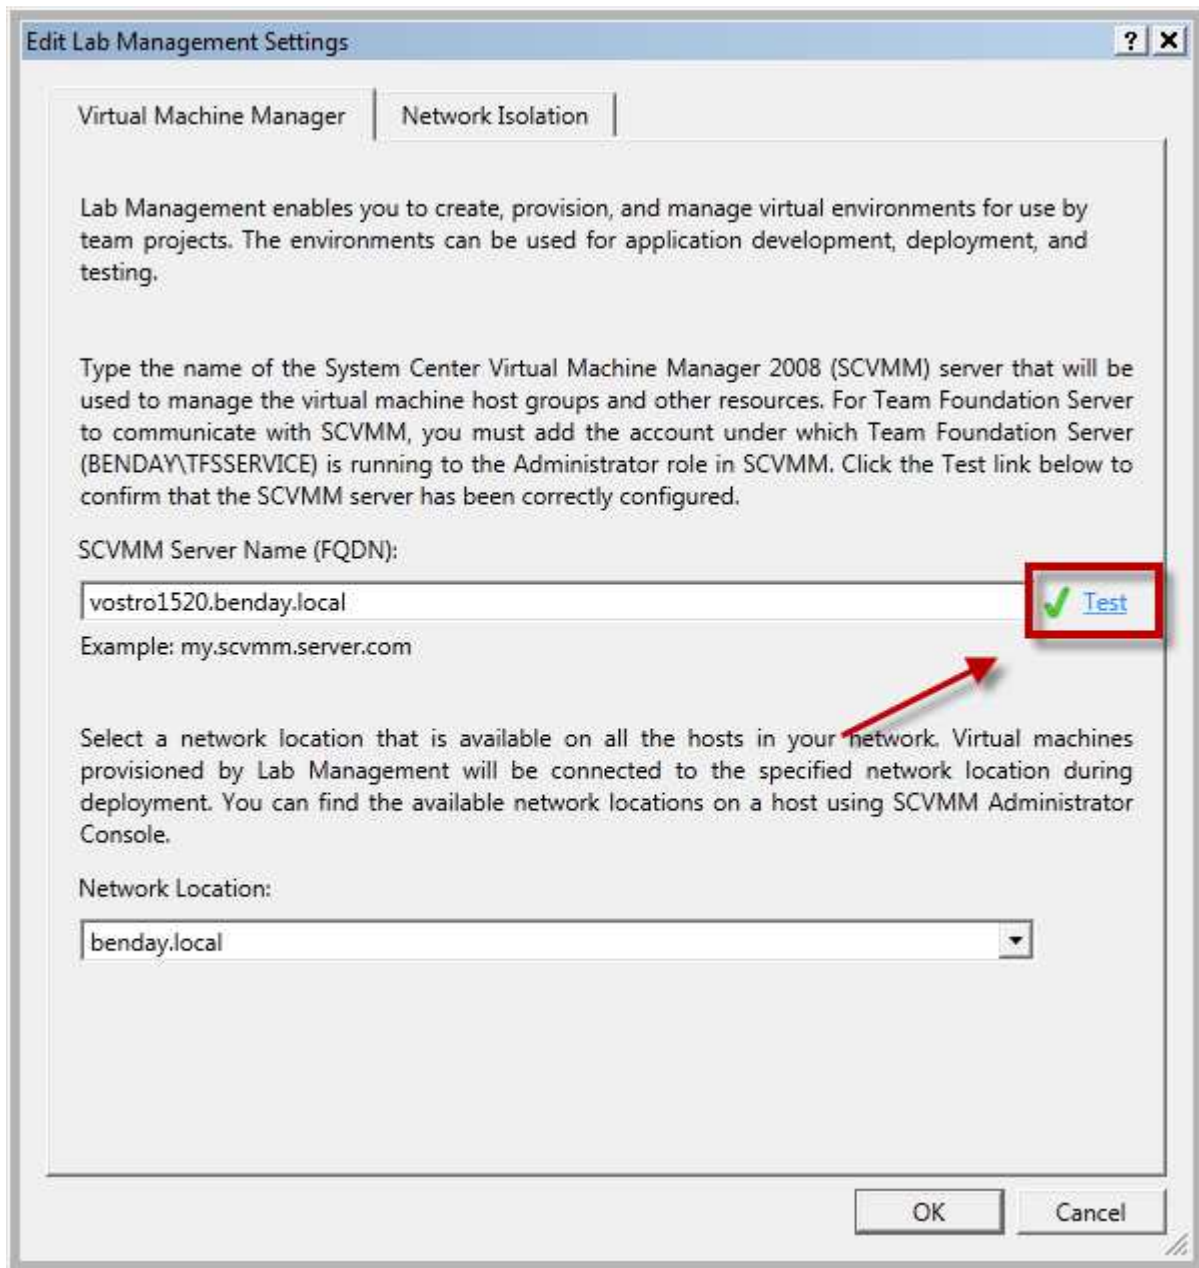 Edit Lab Management Settings
Virtual Machine Manager
Network Isolation
Lab Management enables you to create, provision, and manage virtual environments for use by
team projects. The environments can be used for application development, deployment, and
testing.
Type the name of the System Center Virtual Machine Manager 2008 (SCVMM) server that will be
used to manage the virtual machine host groups and other resources. For Team Foundation Server
to communicate with SCVMM, you must add the account under which Team Foundation Server
(BENDAY\TFSSERVICE) is running to the Administrator role in SCVMM. Click the Test link below to
confirm that the SCVMM server has been correctly configured.
SCVMM Server Name (FQDN):
vostro1520.benday.local
Test
Example: my.scvmm.server.com
Select a network location that is available on all the hosts in your network. Virtual machines
provisioned by Lab Management will be connected to the specified network location during
deployment. You can find the available network locations on a host using SCVMM Administrator
Console.
Network Location:
benday.local
OK
Cancel